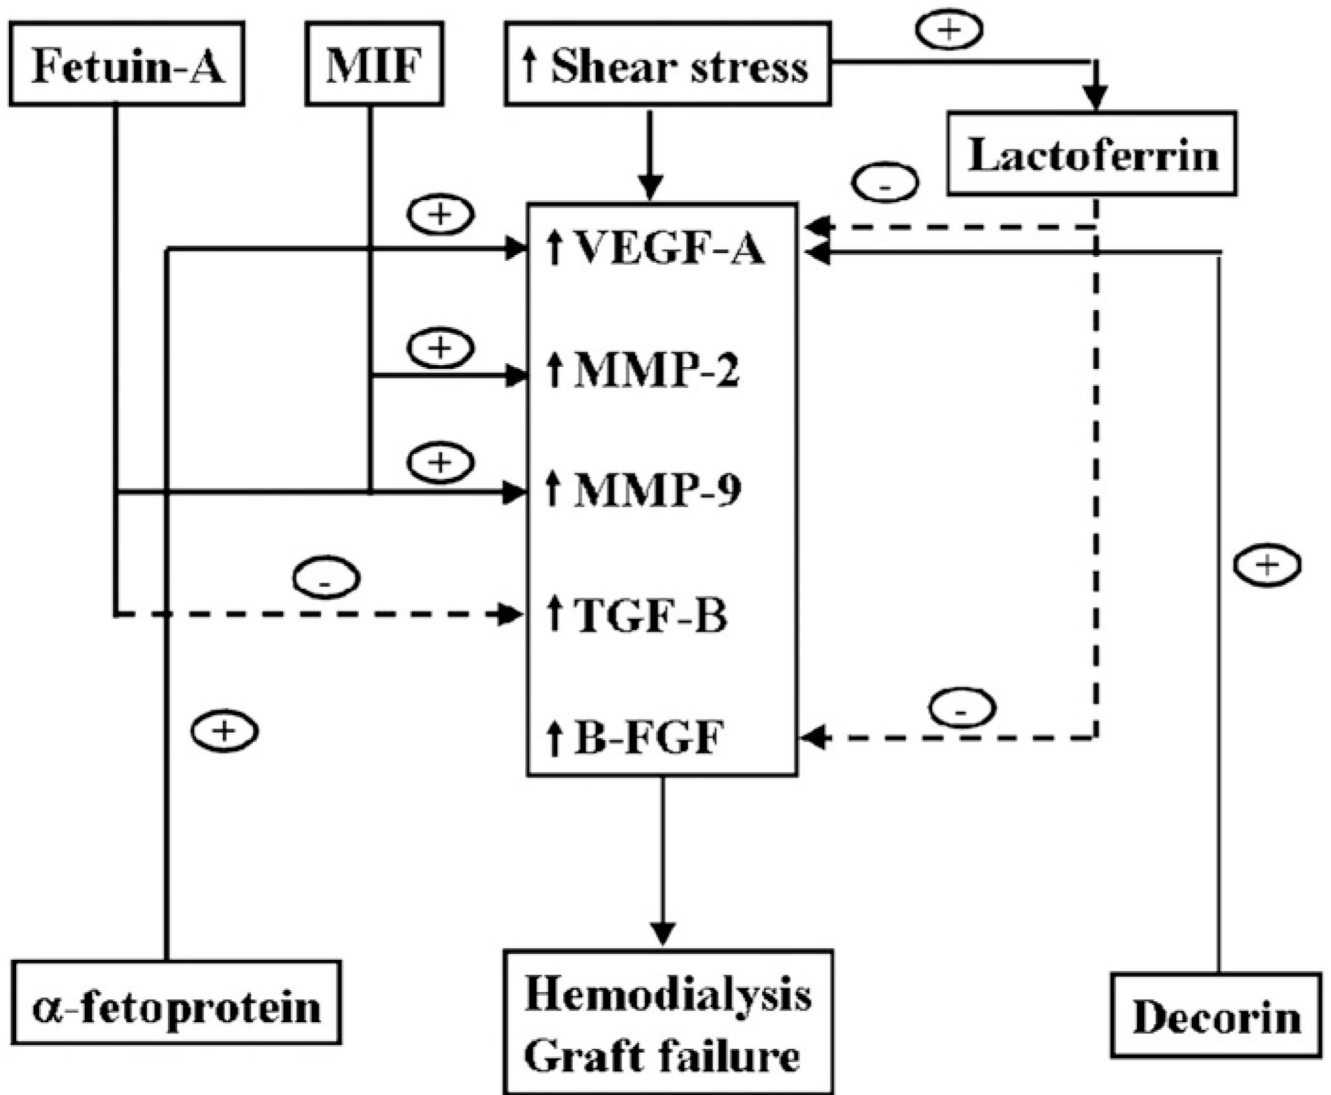 Fetuin-A
MIF
↑ Shear stress
+
Lactoferrin
-
+
↑ VEGF-A
+
↑ MMP-2
+
↑ MMP-9
-
↑ TGF-B
+
+
-
↑ B-FGF
α-fetoprotein
Hemodialysis
Graft failure
Decorin